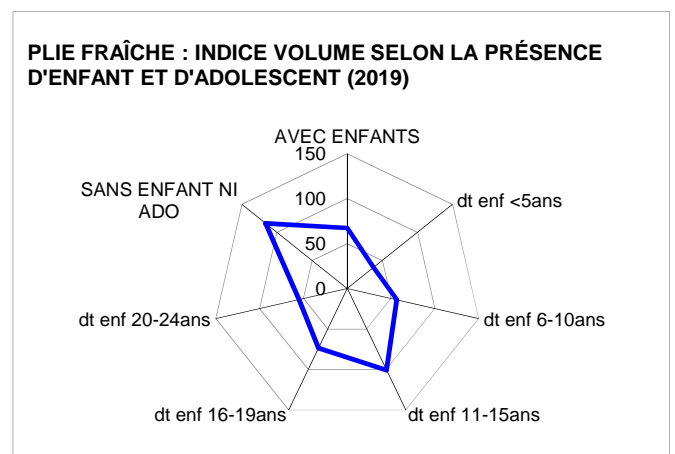 PLIE FRAÎCHE : INDICE VOLUME SELON LA PRÉSENCE
D'ENFANT ET D'ADOLESCENT (2019)
AVEC ENFANTS
150
100
50
0
dt enf <5ans
dt enf 6-10ans
dt enf 11-15ans
dt enf 16-19ans
dt enf 20-24ans
SANS ENFANT NI
ADO